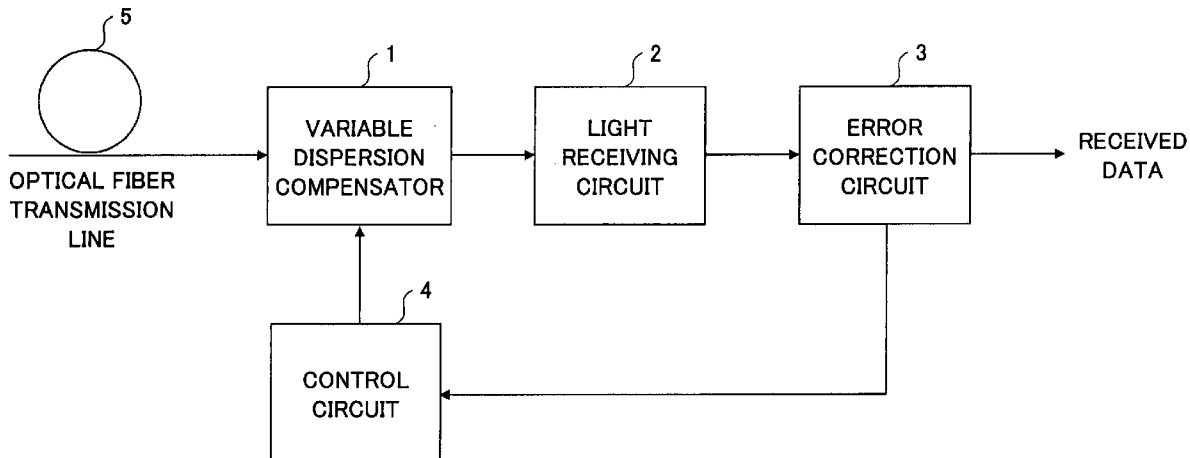 5
1
2
3
VARIABLE
DISPERSION
COMPENSATOR
LIGHT
RECEIVING
CIRCUIT
ERROR
CORRECTION
CIRCUIT
RECEIVED
DATA
OPTICAL FIBER
TRANSMISSION
LINE
4
CONTROL
CIRCUIT